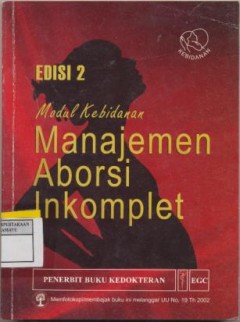 KEBIDANAN
EDISI 2
Modul Kebidanan
Manajemen
Aborsi
Inkomplet
PENERBIT BUKU KEDOKTERAN EGC
Memfotokopi/membajak buku ini melanggar UU No. 19 Th 2002